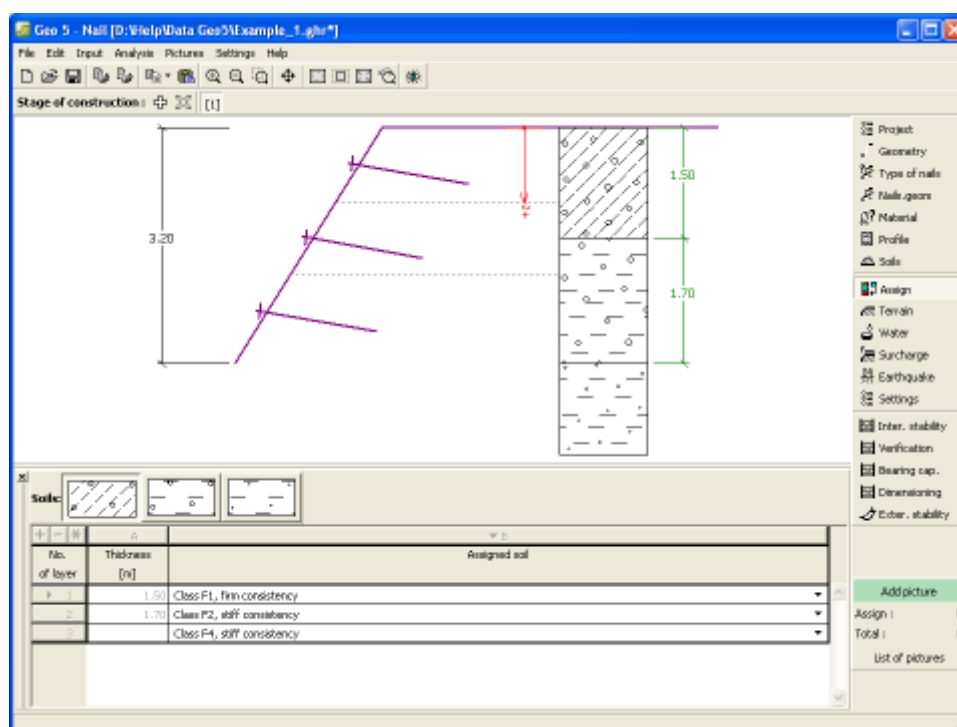 Geo 5 - Nail [D:\Help\Data Geo5\Example_1.ghr*]
File Edit Input Analysis Pictures Settings Help
Stage of construction : [1]
3.20
+z
1.50
1.70
Project
Geometry
Type of nails
Nails geom
Material
Profile
Soils
Assign
Terrain
Water
Surcharge
Earthquake
Settings
Inter. stability
Verification
Bearing cap.
Dimensioning
Exter. stability
Soils:
A B
No. Thickness Assigned soil
of layer [m]
1 1.50 Class F1, firm consistency
2 1.70 Class F2, stiff consistency
3 Class F4, stiff consistency
Add picture
Assign :
Total :
List of pictures